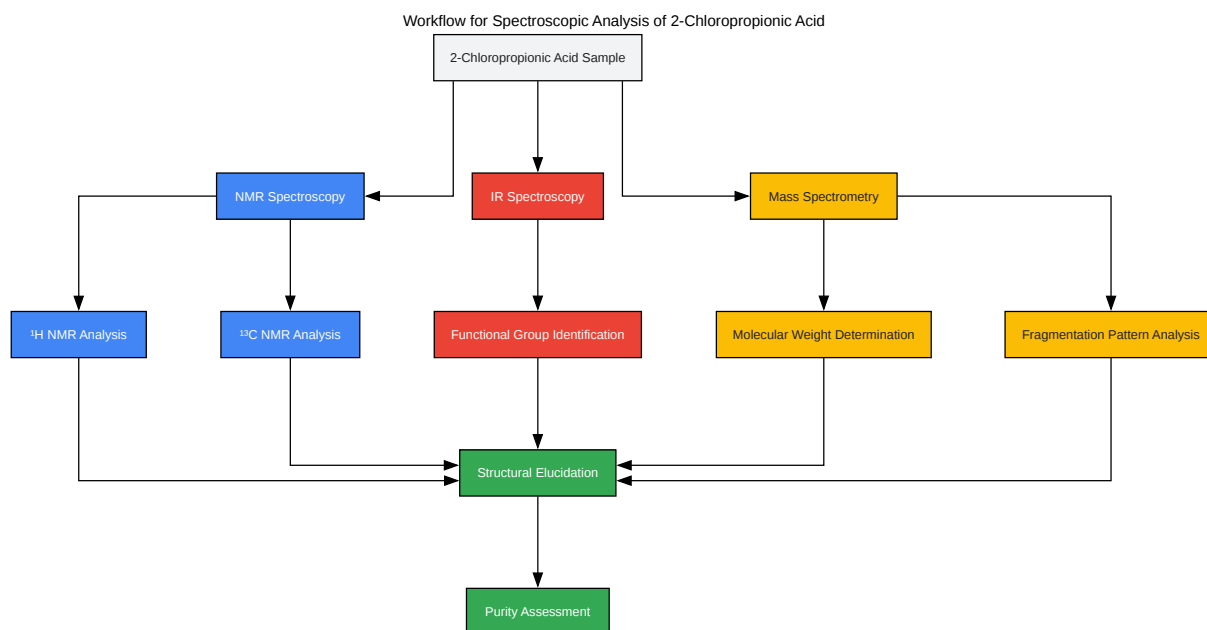 Workflow for Spectroscopic Analysis of 2-Chloropropionic Acid
2-Chloropropionic Acid Sample
NMR Spectroscopy
IR Spectroscopy
Mass Spectrometry
¹H NMR Analysis
¹³C NMR Analysis
Functional Group Identification
Molecular Weight Determination
Fragmentation Pattern Analysis
Structural Elucidation
Purity Assessment